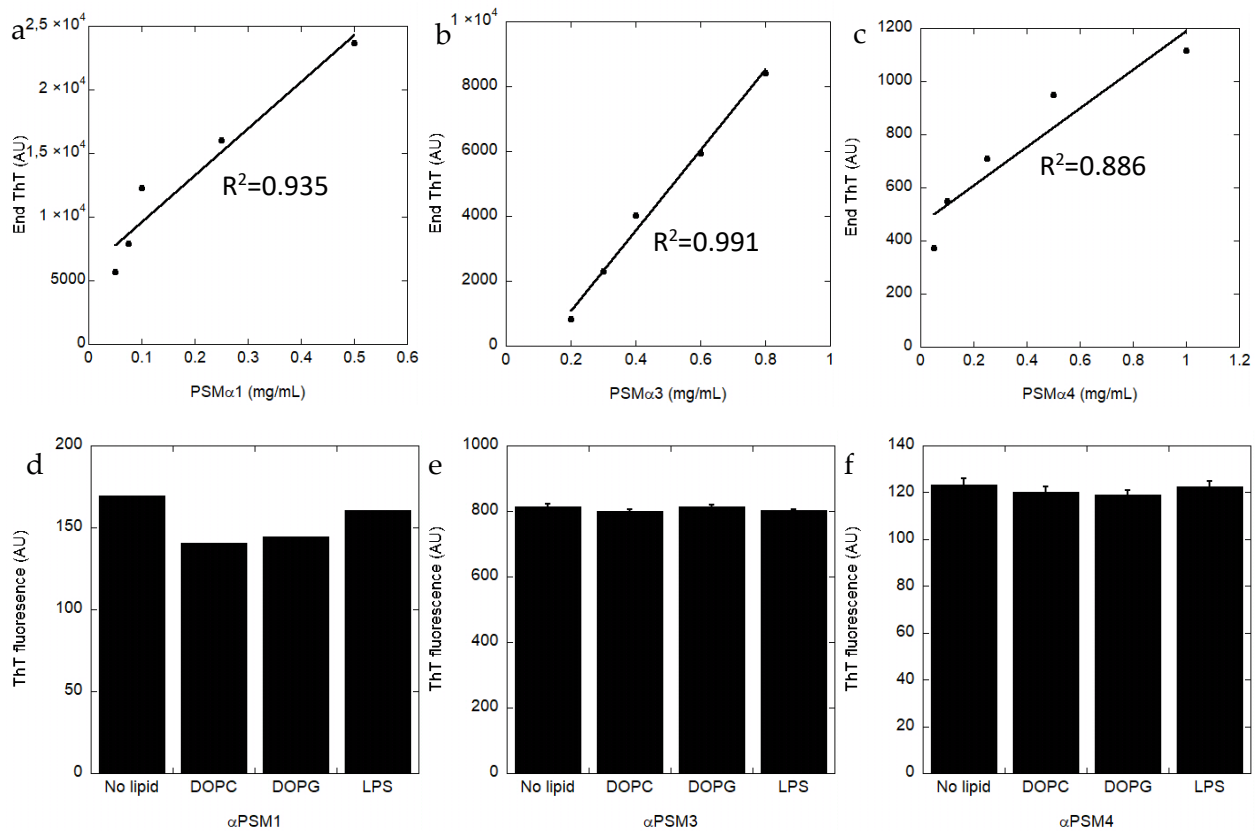 a
2,5 ×10⁴
2 ×10⁴
1,5 ×10⁴
1 ×10⁴
5000
0
End ThT (AU)
R²=0.935
0 0.1 0.2 0.3 0.4 0.5 0.6
PSMα1 (mg/mL)
b
1 ×10⁴
8000
6000
4000
2000
0
End ThT (AU)
R²=0.991
0 0.2 0.4 0.6 0.8 1
PSMα3 (mg/mL)
c
1200
1000
800
600
400
200
0
End ThT (AU)
R²=0.886
0 0.2 0.4 0.6 0.8 1 1.2
PSMα4 (mg/mL)
d
200
150
100
50
0
ThT fluoresence (AU)
No lipid DOPC DOPG LPS
αPSM1
e
1000
800
600
400
200
0
ThT fluorescence (AU)
No lipid DOPC DOPG LPS
αPSM3
f
140
120
100
80
60
40
20
0
ThT fluorescence (AU)
No lipid DOPC DOPG LPS
αPSM4